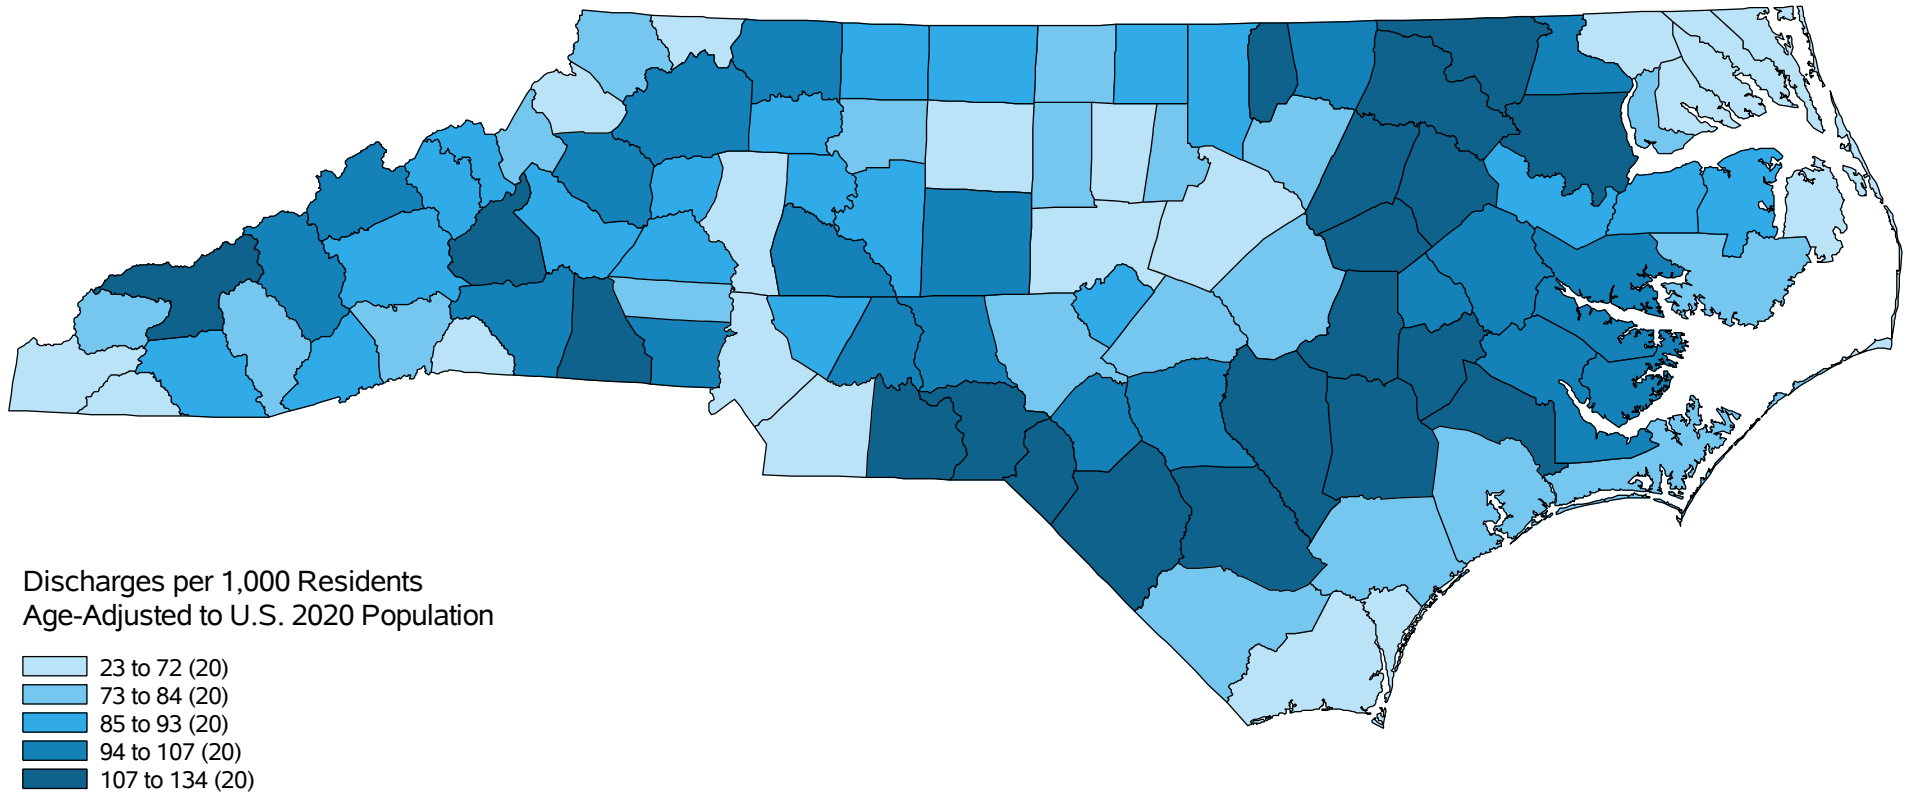 Discharges per 1,000 Residents
Age-Adjusted to U.S. 2020 Population
23 to 72 (20)
73 to 84 (20)
85 to 93 (20)
94 to 107 (20)
107 to 134 (20)